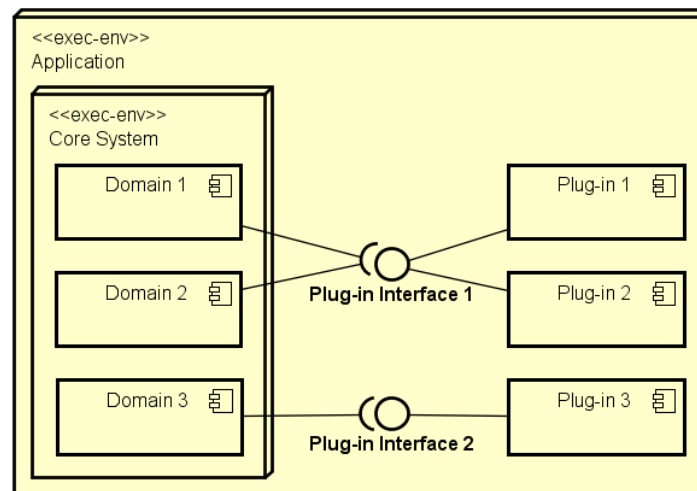 <<exec-env>>
Application
<<exec-env>>
Core System
Domain 1
Plug-in 1
Domain 2
Plug-in 2
Plug-in Interface 1
Domain 3
Plug-in 3
Plug-in Interface 2